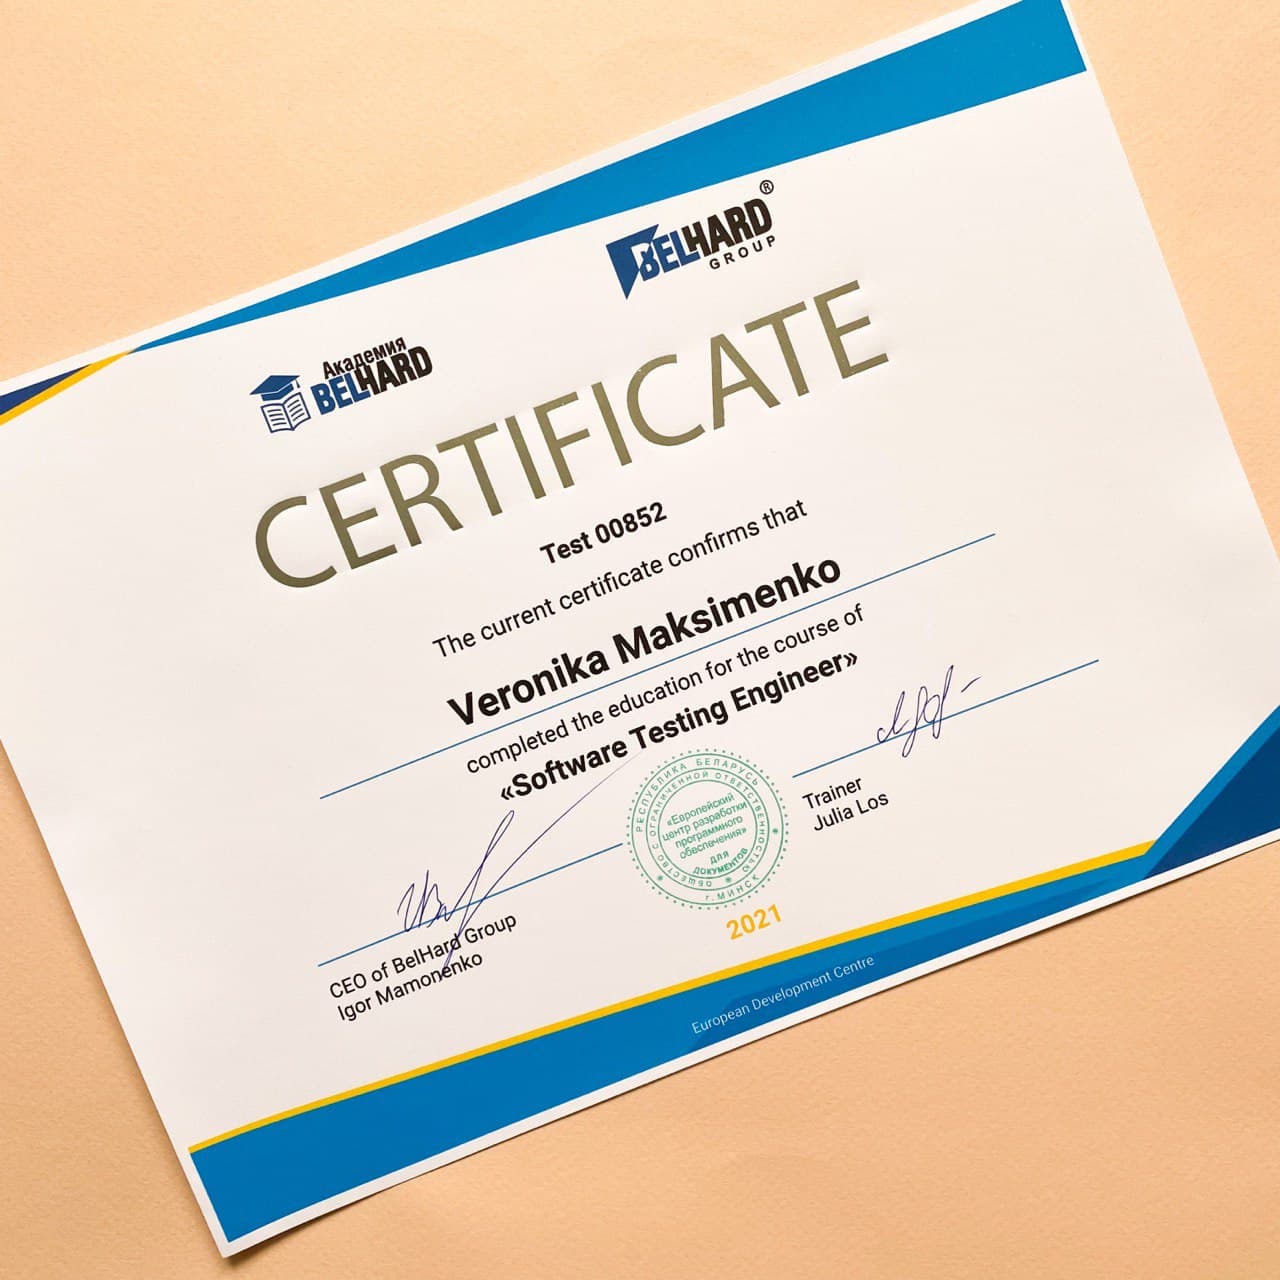 BELHARD®
GROUP
Академия
BELHARD
CERTIFICATE
Test 00852
The current certificate confirms that
Veronika Maksimenko
completed the education for the course of
«Software Testing Engineer»
CEO of BelHard Group
Igor Mamonenko
РЕСПУБЛИКА БЕЛАРУСЬ
ОБЩЕСТВО С ОГРАНИЧЕННОЙ ОТВЕТСТВЕННОСТЬЮ
«Европейский
центр разработки
программного
обеспечения»
ДЛЯ
ДОКУМЕНТОВ
г. МИНСК
Trainer
Julia Los
2021
European Development Centre